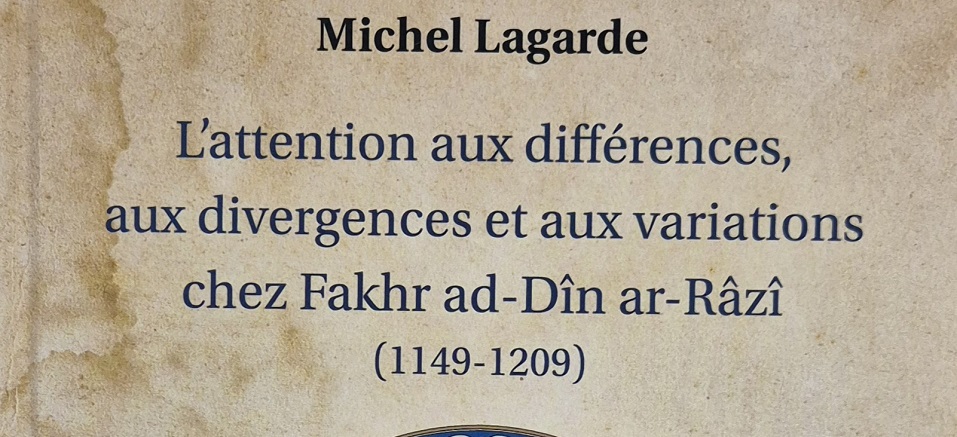 Michel Lagarde
L'attention aux différences,
aux divergences et aux variations
chez Fakhr ad-Dîn ar-Râzî
(1149-1209)